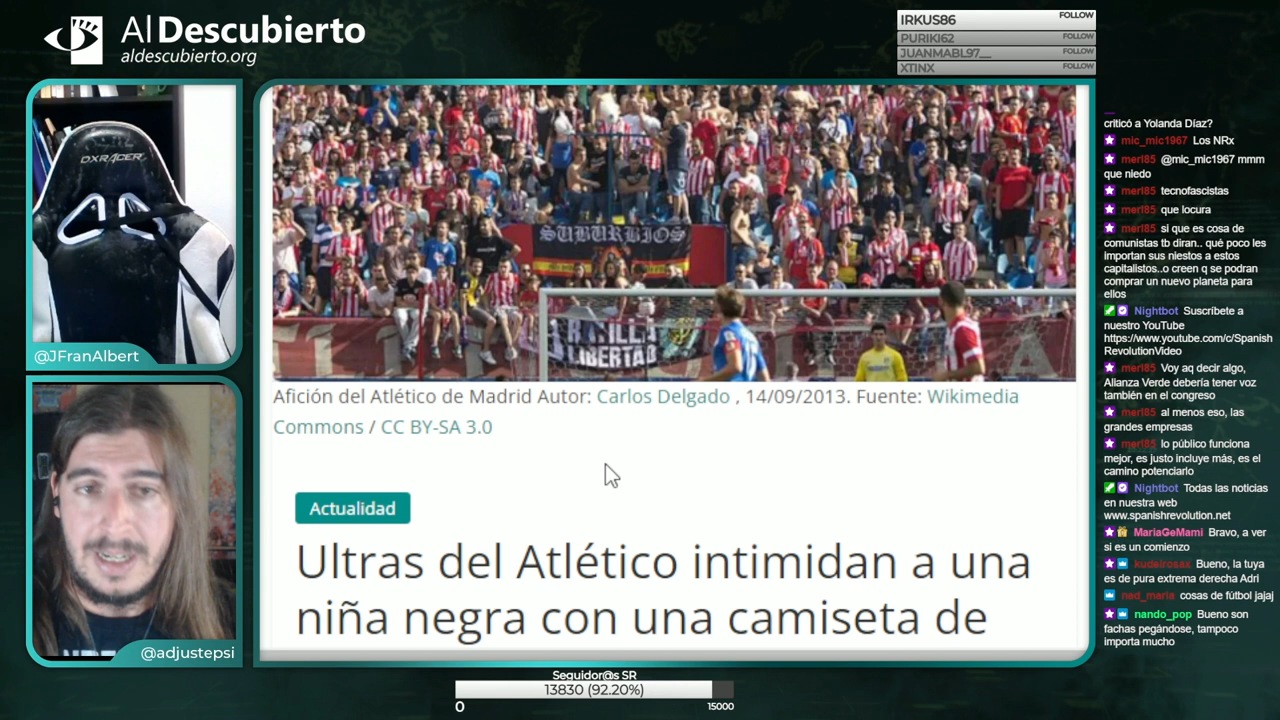 Al Descubierto
aldescubierto.org
IRKUS86 FOLLOW
PURIKI62 FOLLOW
JUANMABL97__ FOLLOW
XTINX FOLLOW
DXRACER
@JFranAlbert
@adjustepsi
SUBURBIOS
LIBERTAD
Afición del Atlético de Madrid Autor: Carlos Delgado , 14/09/2013. Fuente: Wikimedia
Commons / CC BY-SA 3.0
Actualidad
Ultras del Atlético intimidan a una
niña negra con una camiseta de
criticó a Yolanda Díaz?
mic_mic1967 Los NRx
merl85 @mic_mic1967 mmm
que niedo
merl85 tecnofascistas
merl85 que locura
merl85 si que es cosa de
comunistas tb diran.. qué poco les
importan sus niestos a estos
capitalistos..o creen q se podran
comprar un nuevo planeta para
ellos
Nightbot Suscríbete a
nuestro YouTube
https://www.youtube.com/c/Spanish
RevolutionVideo
merl85 Voy aq decir algo,
Alianza Verde debería tener voz
también en el congreso
merl85 al menos eso, las
grandes empresas
merl85 lo público funciona
mejor, es justo incluye más, es el
camino potenciarlo
Nightbot Todas las noticias
en nuestra web
www.spanishrevolution.net
MariaGeMami Bravo, a ver
si es un comienzo
kudeirosax Bueno, la tuya
es de pura extrema derecha Adri
nad_maria cosas de fútbol jajaj
nando_pop Bueno son
fachas pegándose, tampoco
importa mucho
Seguidor@s SR
13830 (92.20%)
0 15000